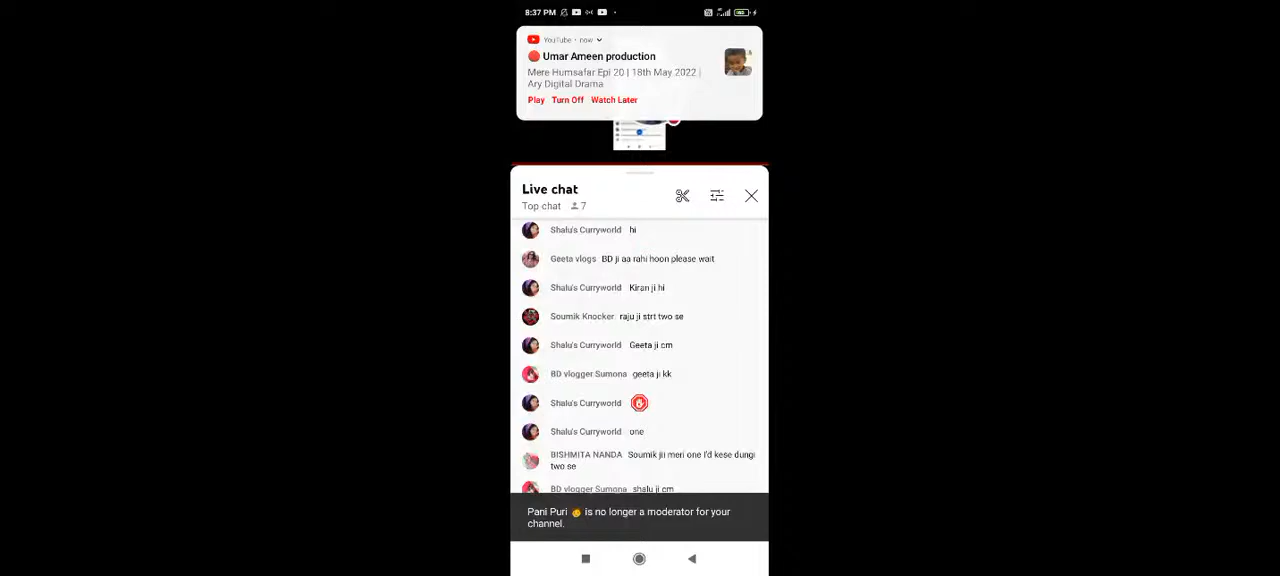 8:37 PM
YouTube · now
Umar Ameen production
Mere Humsafar Epi 20 | 18th May 2022 |
Ary Digital Drama
Play Turn Off Watch Later
Live chat
Top chat 7
Shalu's Curryworld hi
Geeta vlogs BD ji aa rahi hoon please wait
Shalu's Curryworld Kiran ji hi
Soumik Knocker raju ji strt two se
Shalu's Curryworld Geeta ji cm
BD vlogger Sumona geeta ji kk
Shalu's Curryworld
Shalu's Curryworld one
BISHMITA NANDA Soumik jii meri one I'd kese dungi
two se
BD vlogger Sumona shalu ji cm
Pani Puri 🧑 is no longer a moderator for your
channel.